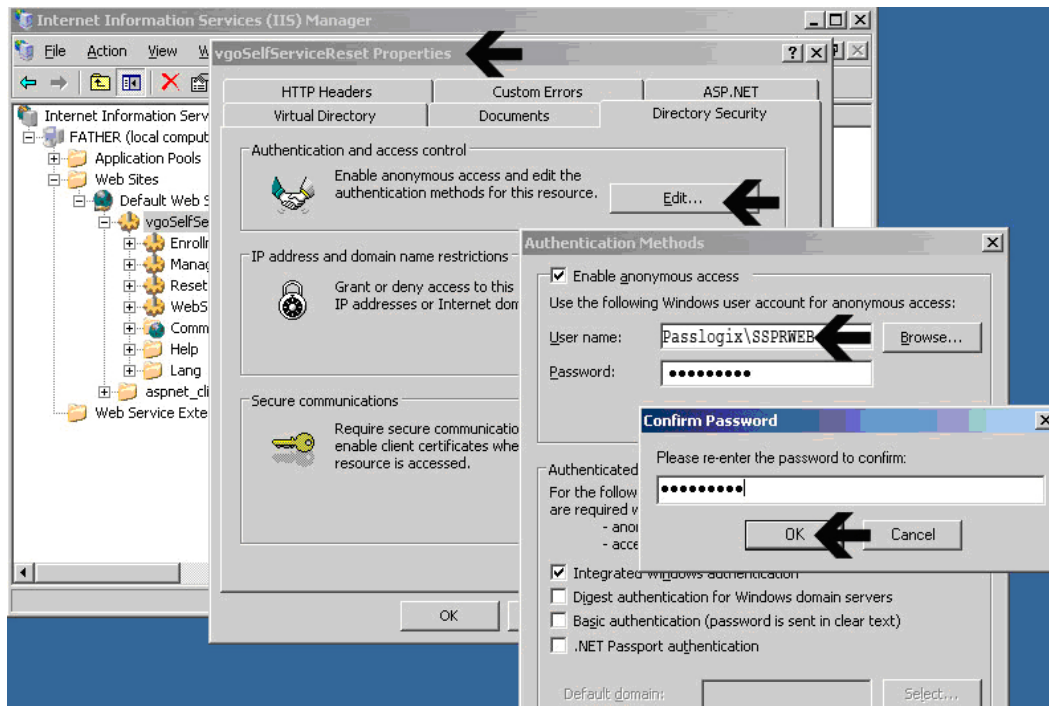 Internet Information Services (IIS) Manager
File Action View W
vgoSelfServiceReset Properties
HTTP Headers Custom Errors ASP.NET
Virtual Directory Documents Directory Security
Internet Information Serv
FATHER (local comput
Application Pools
Web Sites
Default Web S
vgoSelfSe
Enrollr
Manag
Reset
WebS
Comm
Help
Lang
aspnet_cli
Web Service Exte
Authentication and access control
Enable anonymous access and edit the
authentication methods for this resource.
Edit...
IP address and domain name restrictions
Grant or deny access to this
IP addresses or Internet dom
Secure communications
Require secure communicatio
enable client certificates whe
resource is accessed.
OK
Authentication Methods
Enable anonymous access
Use the following Windows user account for anonymous access:
User name: Passlogix\SSPRWEB Browse...
Password: •••••••••
Confirm Password
Please re-enter the password to confirm:
•••••••••
OK Cancel
Authenticated
For the follow
are required w
- anor
- acce
Integrated Windows authentication
Digest authentication for Windows domain servers
Basic authentication (password is sent in clear text)
.NET Passport authentication
Default domain: Select...